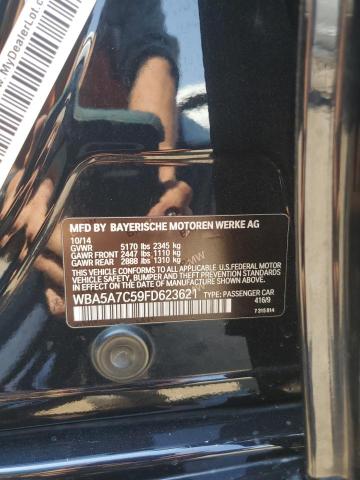 www.MyDealerLot.c
MFD BY BAYERISCHE MOTOREN WERKE AG
10/14
GVWR 5170 lbs 2345 kg
GAWR FRONT 2447 lbs 1110 kg
GAWR REAR 2888 lbs 1310 kg
THIS VEHICLE CONFORMS TO ALL APPLICABLE U.S. FEDERAL MOTOR
VEHICLE SAFETY, BUMPER, AND THEFT PREVENTION STANDARDS
IN EFFECT ON THE DATE OF MANUFACTURE SHOWN ABOVE.
WBA5A7C59FD623621 TYPE: PASSENGER CAR
416/9
7 315 814